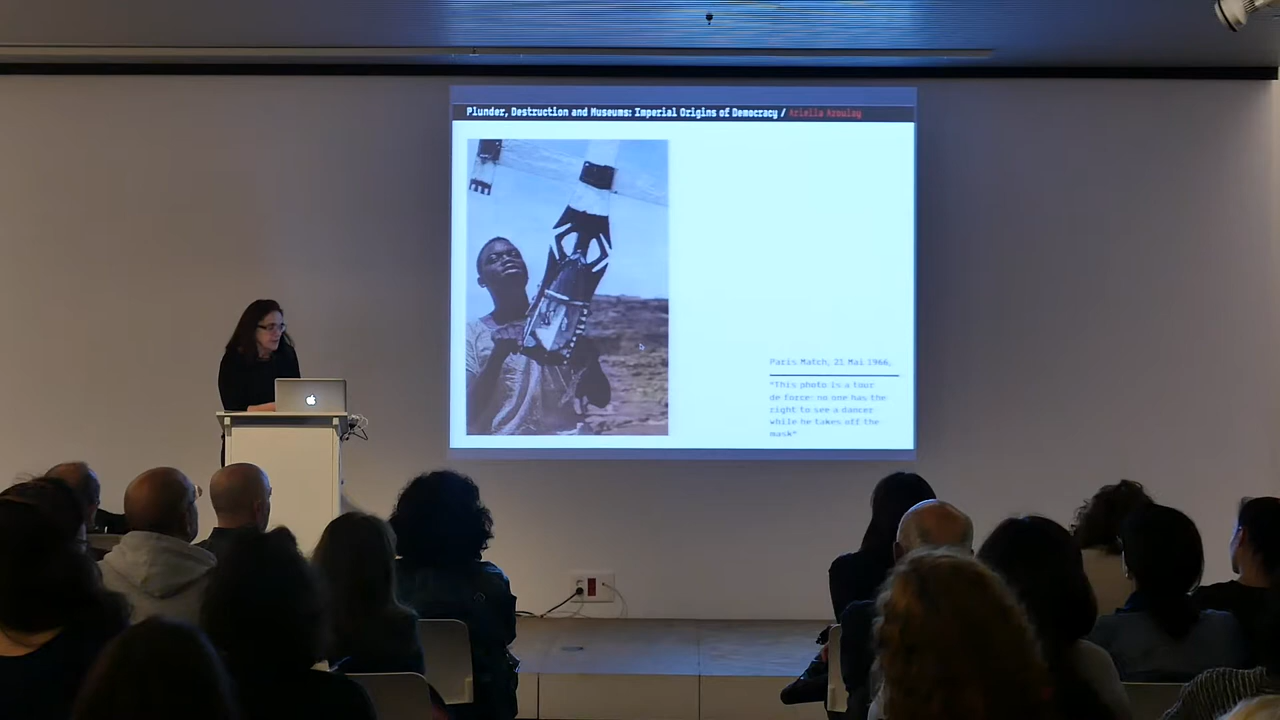 Plunder, Destruction and Museums: Imperial Origins of Democracy / Ariella Azoulay
Paris Match, 21 Mai 1966,
"This photo is a tour
de force: no one has the
right to see a dancer
while he takes off the
mask"